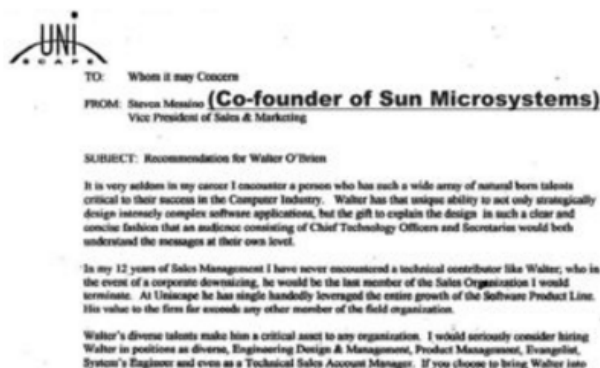 UNI
SCAPE
TO: Whom it may Concern
FROM: Steven Messino (Co-founder of Sun Microsystems)
Vice President of Sales & Marketing
SUBJECT: Recommendation for Walter O'Brien
It is very seldom in my career I encounter a person who has such a wide array of natural born talents
critical to their success in the Computer Industry. Walter has that unique ability to not only strategically
design intensely complex software applications, but the gift to explain the design in such a clear and
concise fashion that an audience consisting of Chief Technology Officers and Secretaries would both
understand the messages at their own level.
In my 12 years of Sales Management I have never encountered a technical contributor like Walter, who in
the event of a corporate downsizing, he would be the last member of the Sales Organization I would
terminate. At Uniscape he has single handedly leveraged the entire growth of the Software Product Line.
His value to the firm far exceeds any other member of the field organization.
Walter's diverse talents make him a critical asset to any organization. I would seriously consider hiring
Walter in positions as diverse, Engineering Design & Management, Product Management, Evangelist,
System's Engineer and even as a Technical Sales Account Manager. If you choose to bring Walter into